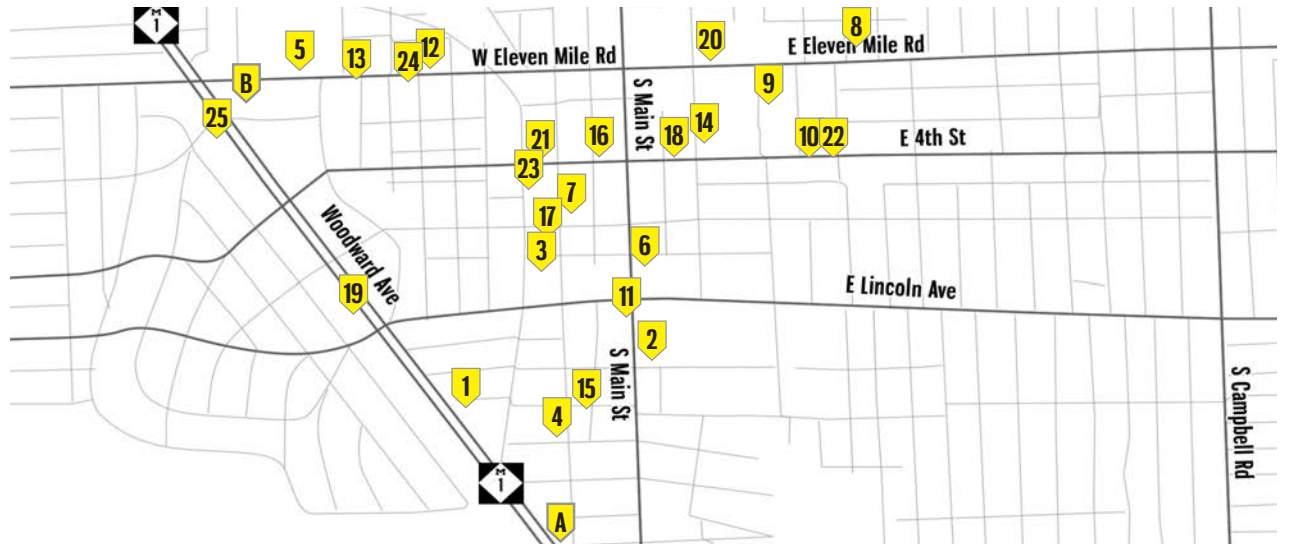 M
1
8
20
E Eleven Mile Rd
5
13
24
12
W Eleven Mile Rd
B
9
S Main St
25
14
21
16
18
10
22
E 4th St
23
7
17
Woodward Ave
3
6
19
11
E Lincoln Ave
2
1
15
S Main St
4
S Campbell Rd
M
1
A